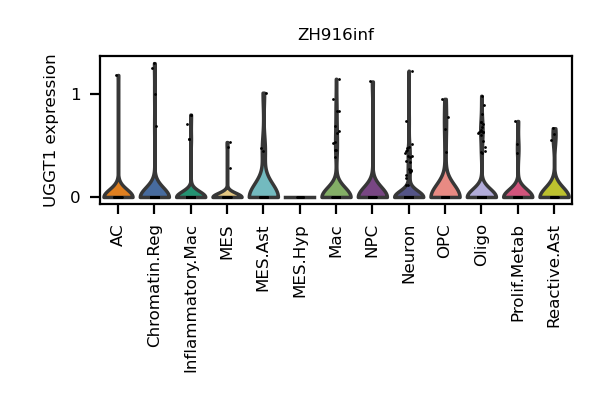 ZH916inf
UGGT1 expression
1
0
AC
Chromatin.Reg
Inflammatory.Mac
MES
MES.Ast
MES.Hyp
Mac
NPC
Neuron
OPC
Oligo
Prolif.Metab
Reactive.Ast